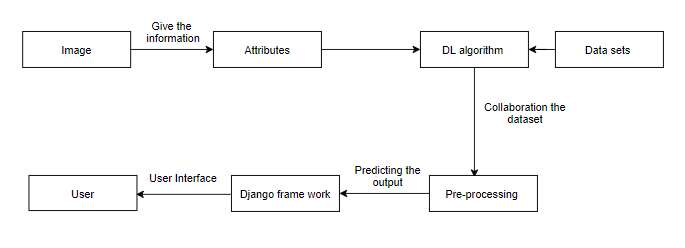 Give the
information
Image
Attributes
DL algorithm
Data sets
Collaboration the
dataset
Predicting the
output
User Interface
User
Django frame work
Pre-processing